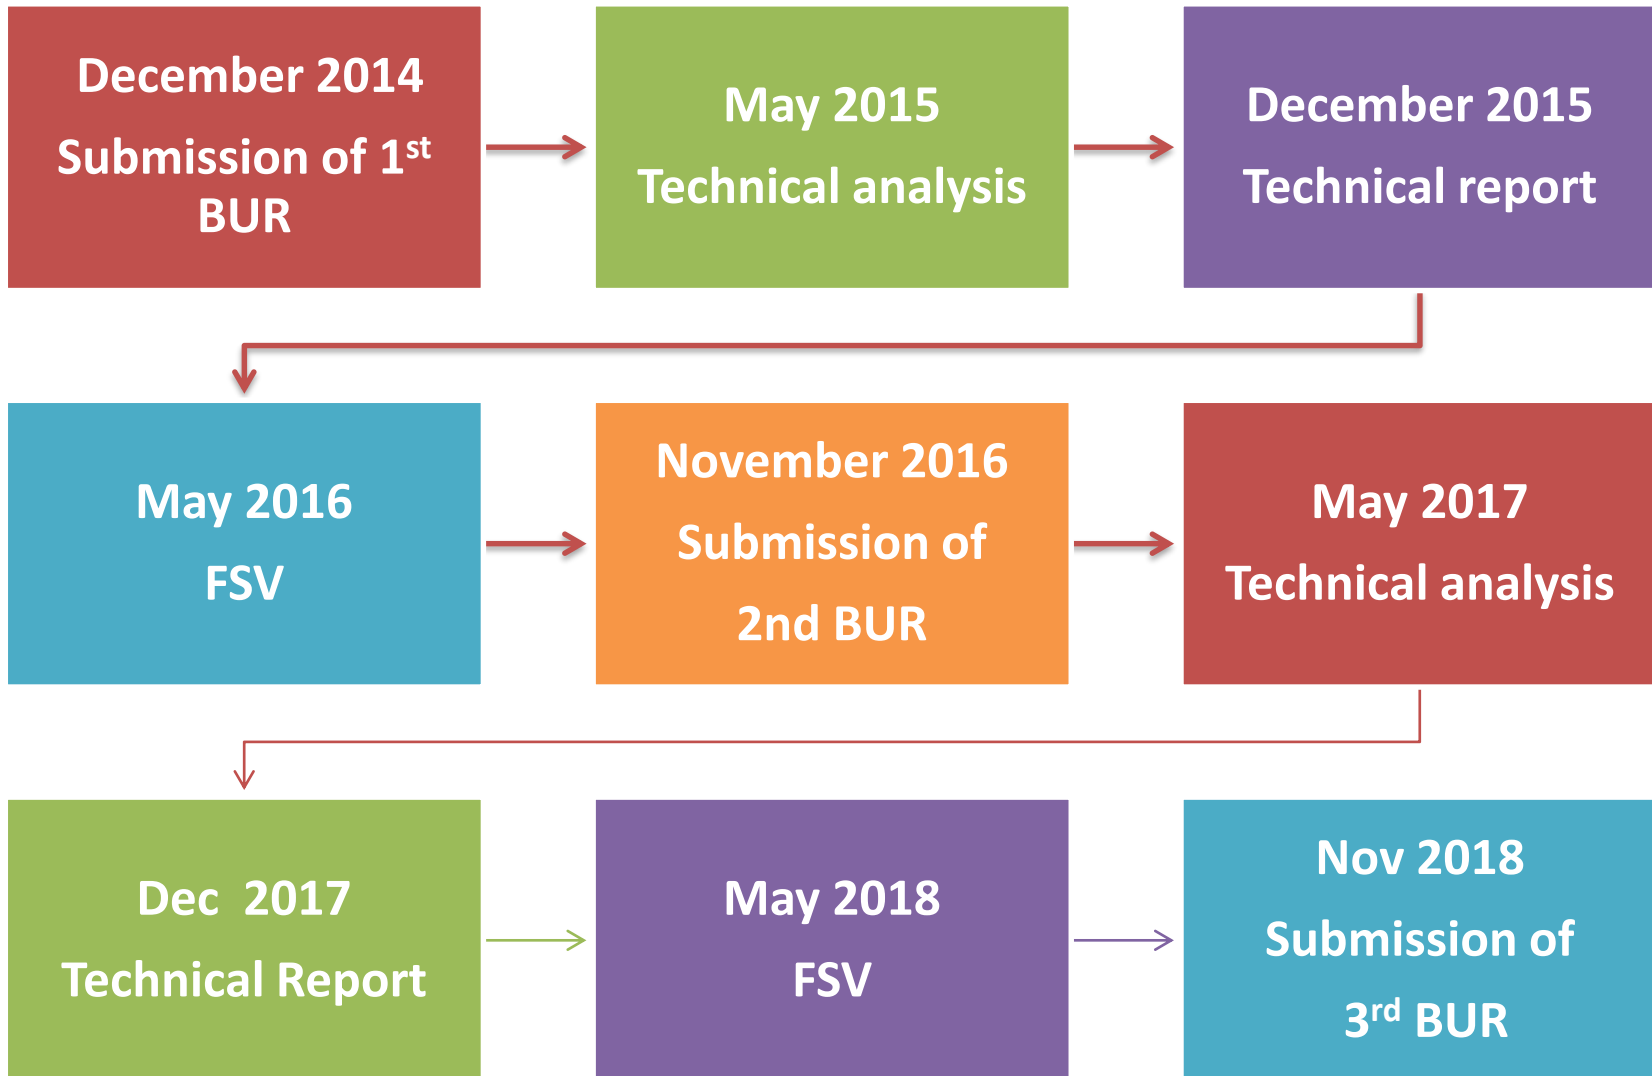 December 2014
Submission of 1st
BUR
May 2015
Technical analysis
December 2015
Technical report
May 2016
FSV
November 2016
Submission of
2nd BUR
May 2017
Technical analysis
Dec  2017
Technical Report
May 2018
FSV
Nov 2018
Submission of
3rd BUR